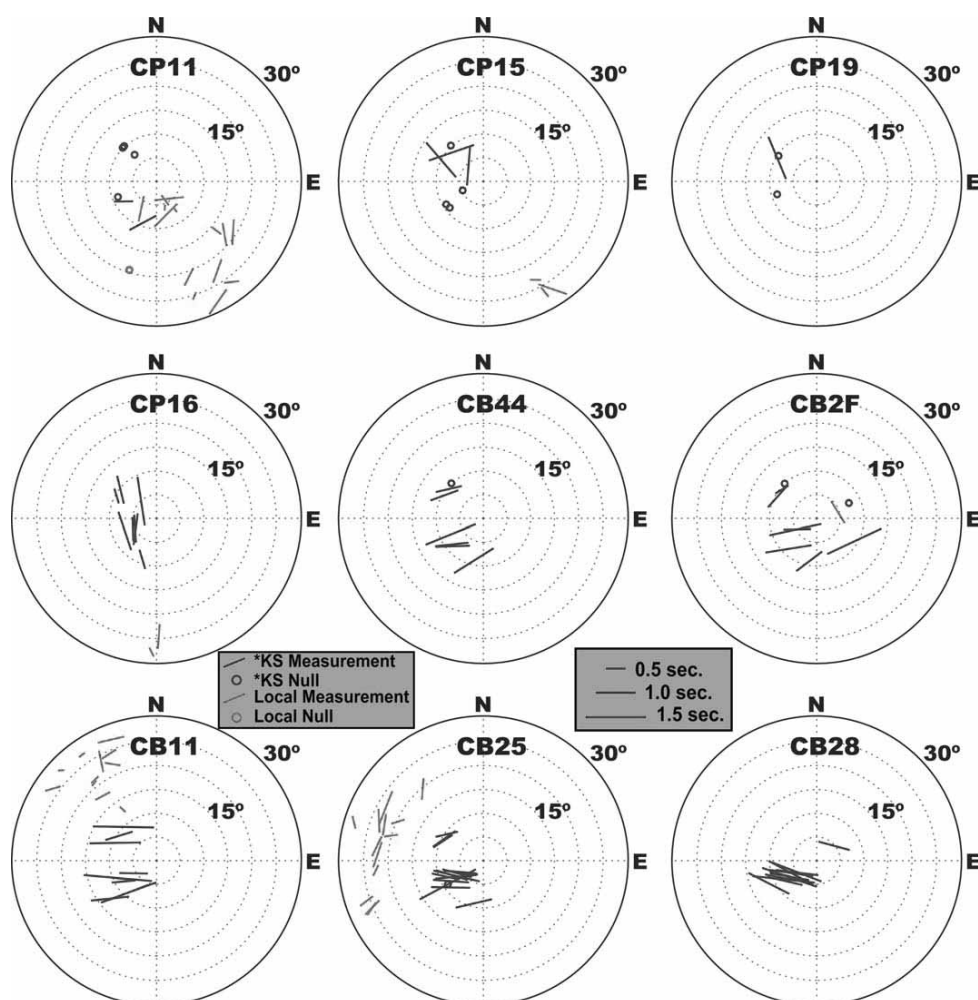 N N N
CP11 CP15 CP19
30º 30º 30º
15º 15º 15º
E E E
N N N
CP16 CB44 CB2F
30º 30º 30º
15º 15º 15º
E E E
*KS Measurement
*KS Null
Local Measurement
Local Null
0.5 sec.
1.0 sec.
1.5 sec.
N N N
CB11 CB25 CB28
30º 30º 30º
15º 15º 15º
E E E